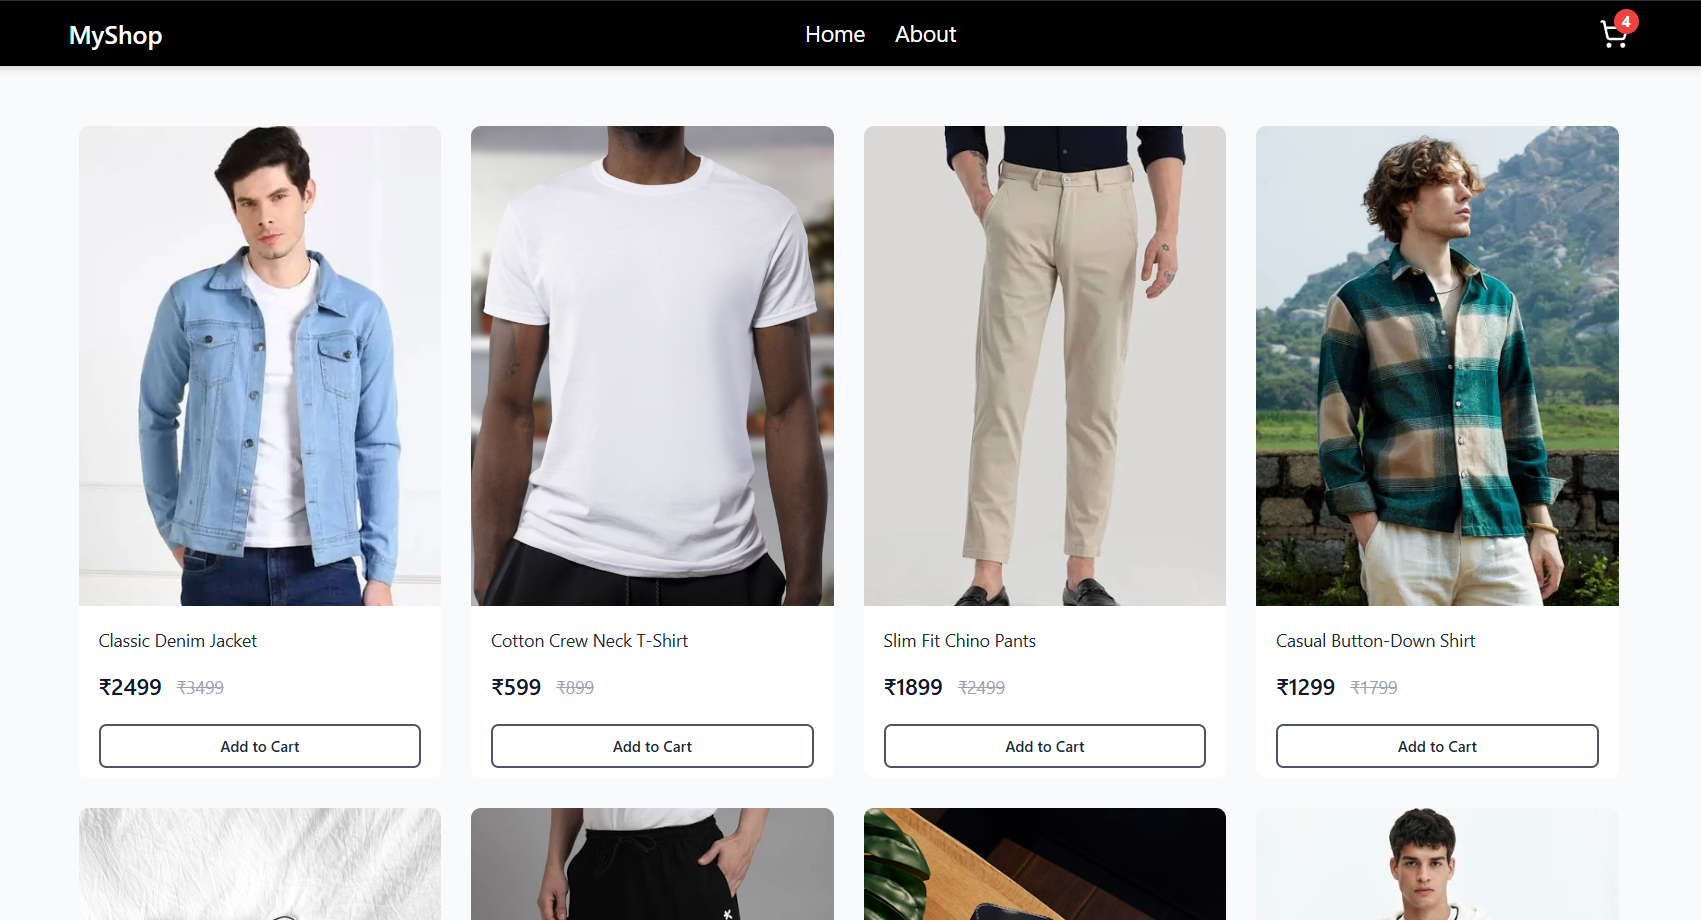 MyShop
Home
About
4
Classic Denim Jacket
₹2499 ₹3499
Add to Cart
Cotton Crew Neck T-Shirt
₹599 ₹899
Add to Cart
Slim Fit Chino Pants
₹1899 ₹2499
Add to Cart
Casual Button-Down Shirt
₹1299 ₹1799
Add to Cart